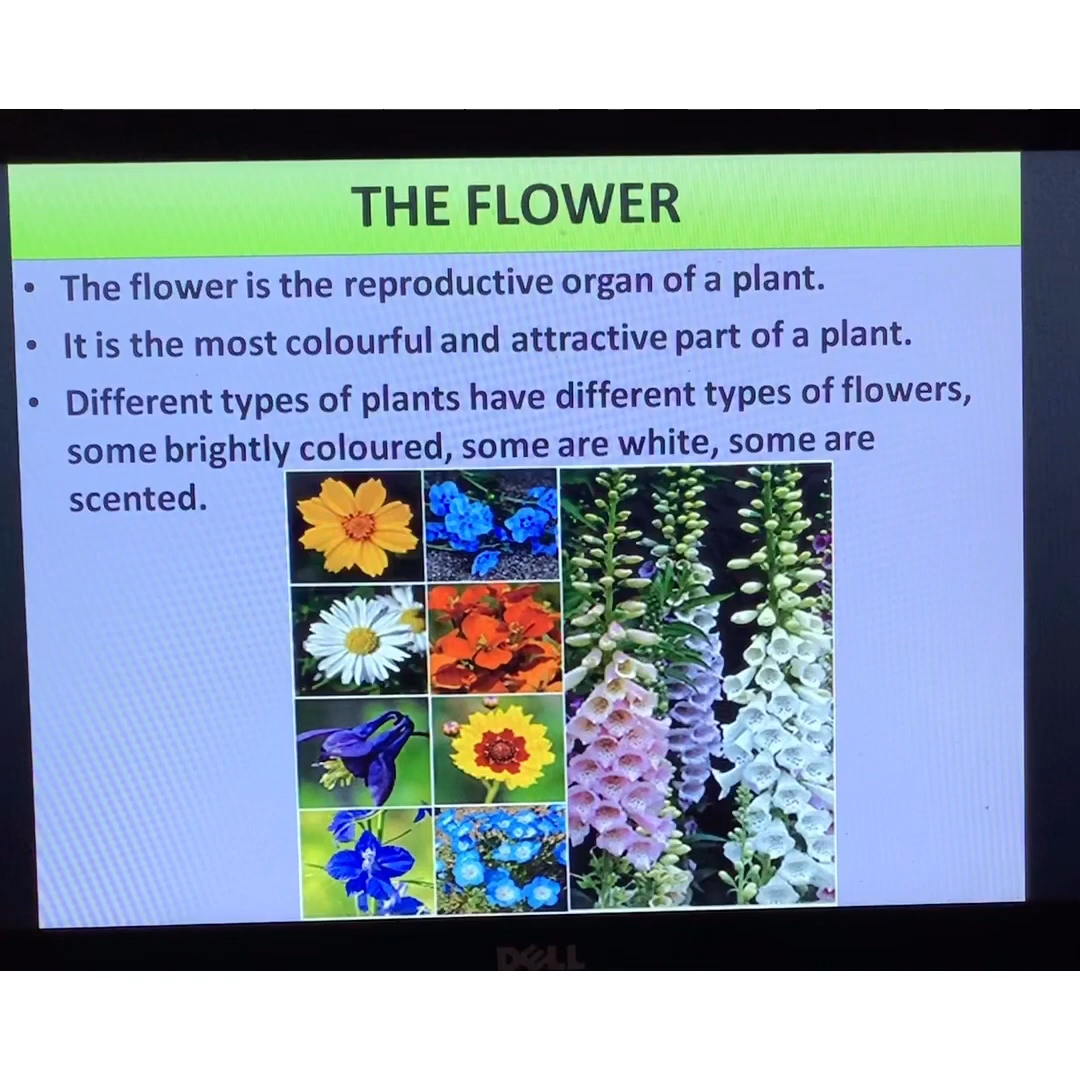 THE FLOWER
• The flower is the reproductive organ of a plant.
• It is the most colourful and attractive part of a plant.
• Different types of plants have different types of flowers,
some brightly coloured, some are white, some are
scented.
DELL